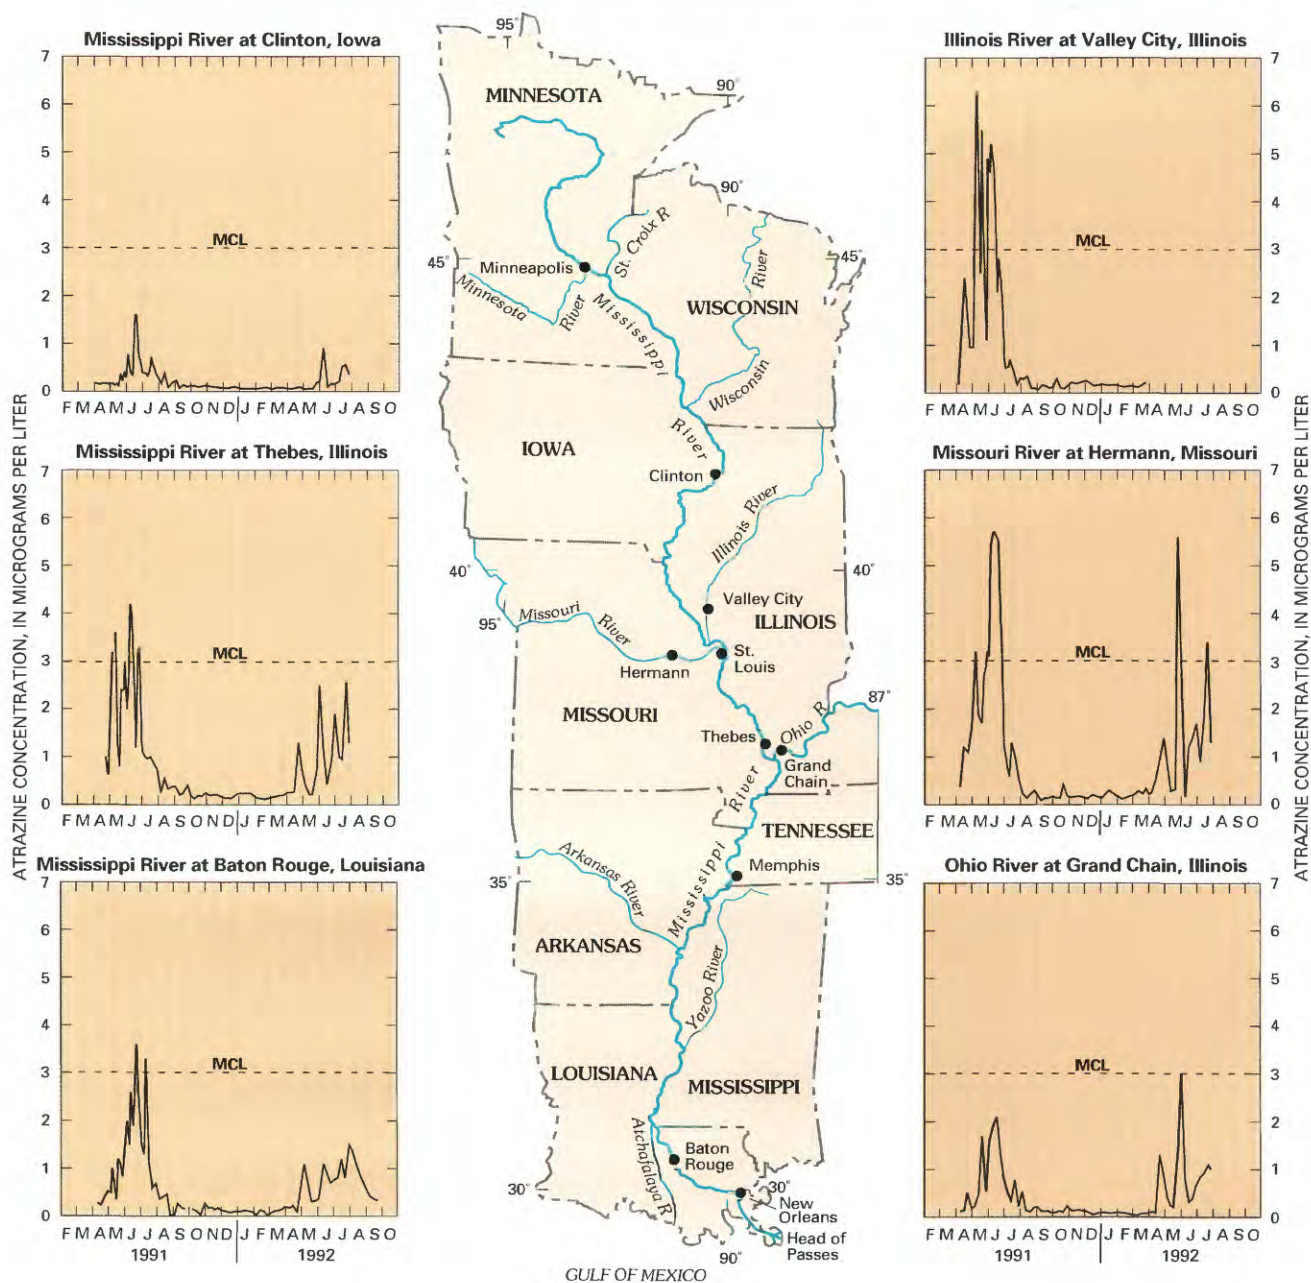 Mississippi River at Clinton, Iowa
7
6
5
4
3
2
1
0
MCL
F M A M J J A S O N D J F M A M J J A S O
Mississippi River at Thebes, Illinois
7
6
5
4
3
2
1
0
MCL
F M A M J J A S O N D J F M A M J J A S O
Mississippi River at Baton Rouge, Louisiana
7
6
5
4
3
2
1
0
MCL
F M A M J J A S O N D J F M A M J J A S O
1991
1992
ATRAZINE CONCENTRATION, IN MICROGRAMS PER LITER
95°
90°
MINNESOTA
90°
St. Croix R
45°
Minneapolis
Minnesota
River
Mississippi
River
WISCONSIN
45°
Wisconsin
IOWA
River
Clinton
Illinois River
40°
40°
Valley City
ILLINOIS
95°
Missouri
River
St.
Louis
Hermann
MISSOURI
87°
Thebes
Ohio R
Grand
Chain
River
TENNESSEE
Arkansas
River
Mississippi
Memphis
35°
35°
ARKANSAS
Yazoo River
LOUISIANA
MISSISSIPPI
Atchafalaya R
Baton
Rouge
30°
30°
New
Orleans
Head of
Passes
90°
GULF OF MEXICO
Illinois River at Valley City, Illinois
7
6
5
4
3
2
1
0
MCL
F M A M J J A S O N D J F M A M J J A S O
Missouri River at Hermann, Missouri
7
6
5
4
3
2
1
0
MCL
F M A M J J A S O N D J F M A M J J A S O
Ohio River at Grand Chain, Illinois
7
6
5
4
3
2
1
0
MCL
F M A M J J A S O N D J F M A M J J A S O
1991
1992
ATRAZINE CONCENTRATION, IN MICROGRAMS PER LITER